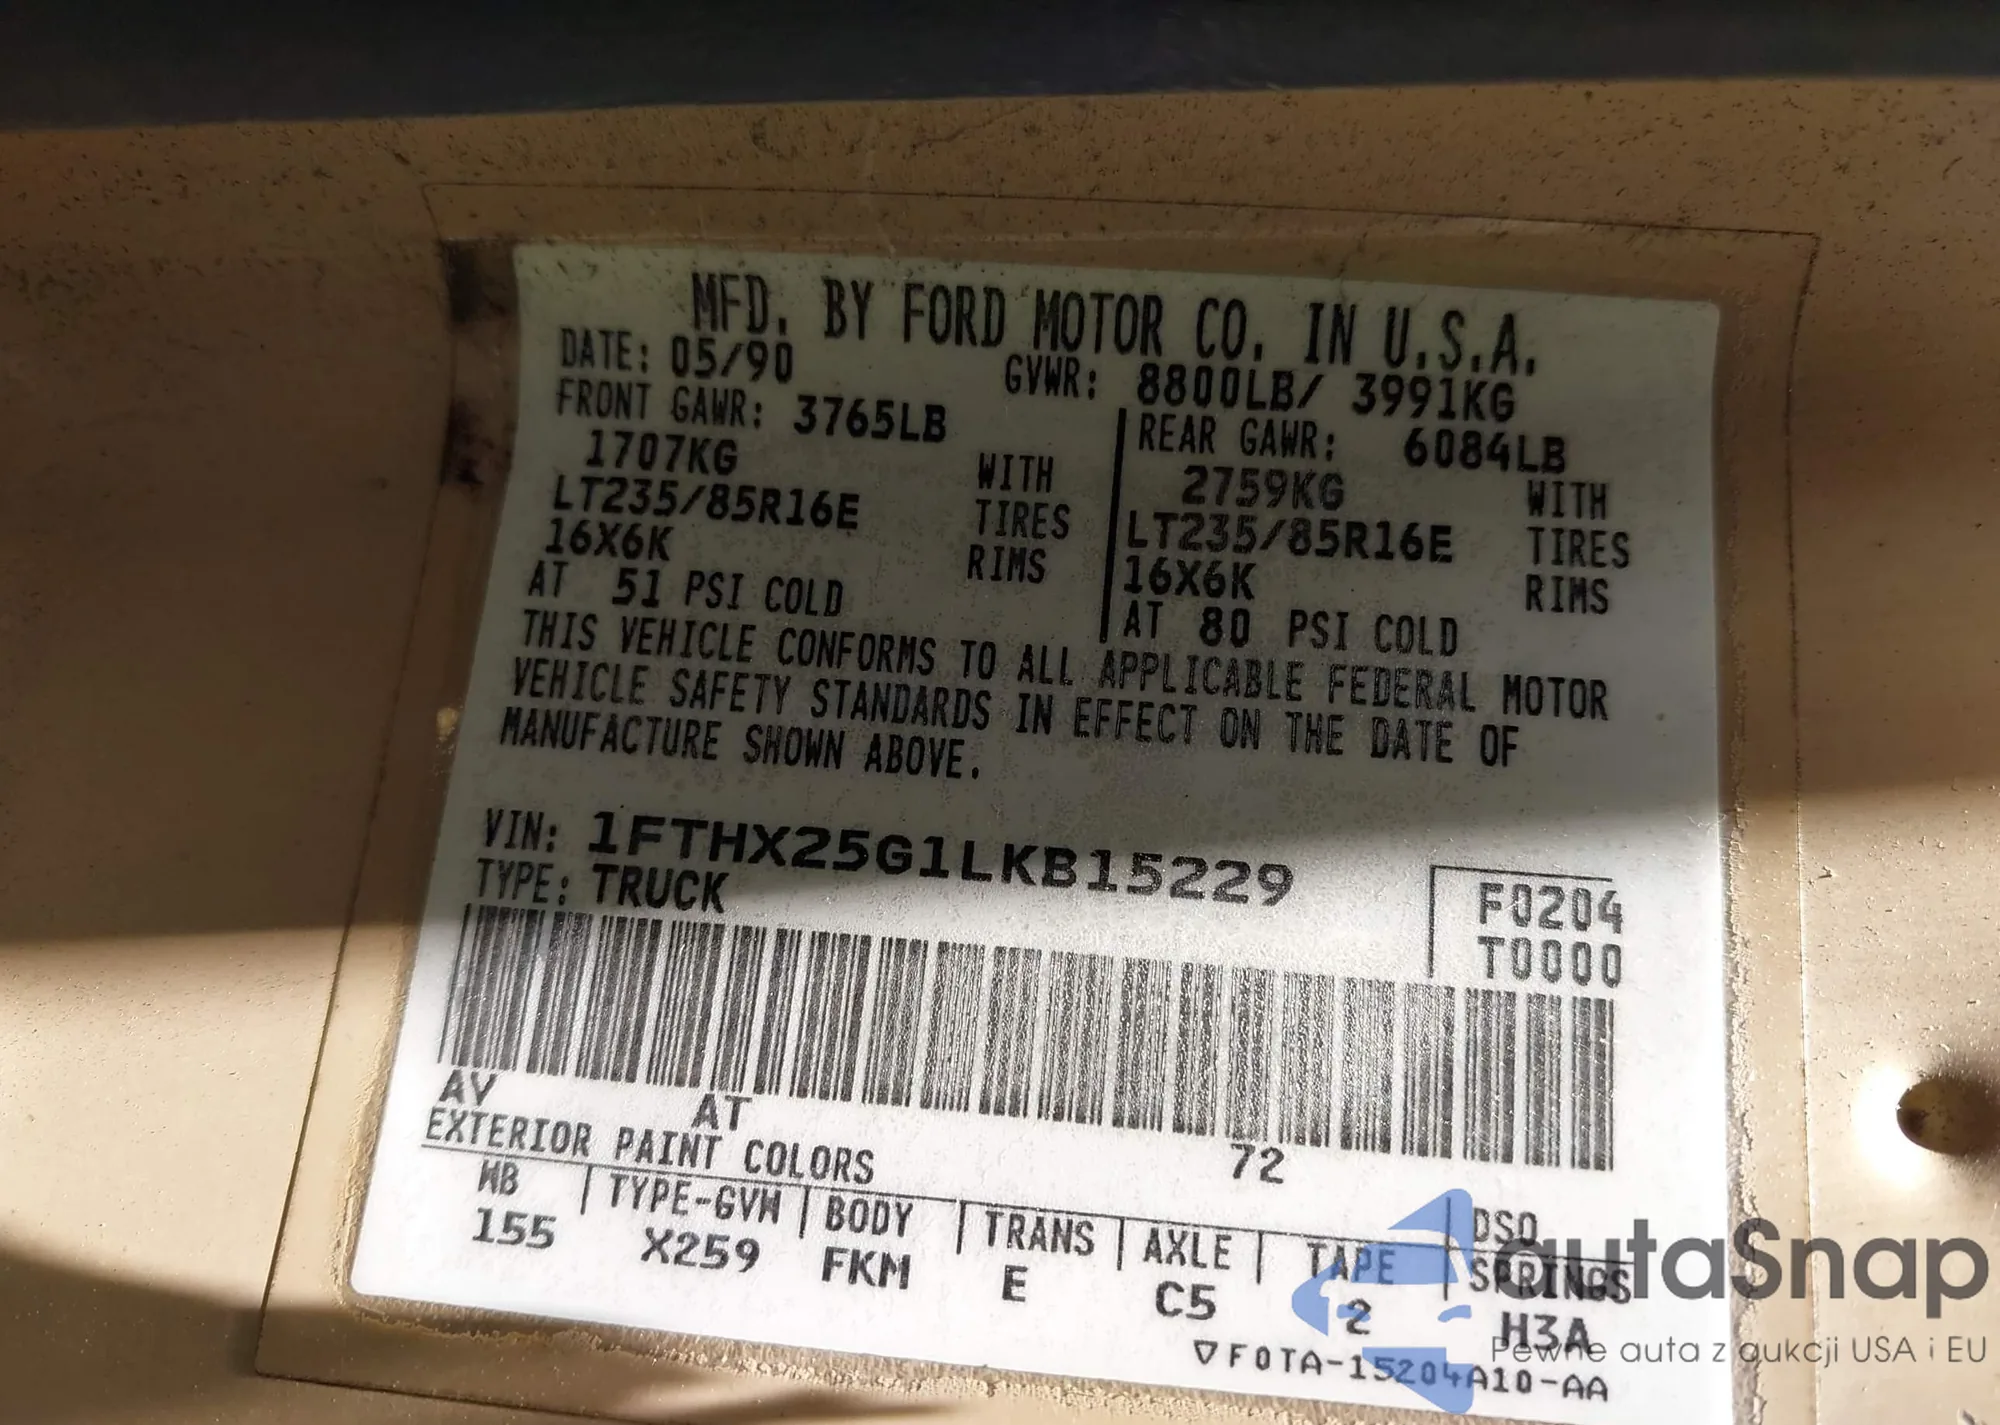 MFD. BY FORD MOTOR CO. IN U.S.A.
DATE: 05/90 GVWR: 8800LB/ 3991KG
FRONT GAWR: 3765LB
1707KG WITH
LT235/85R16E TIRES
16X6K RIMS
AT 51 PSI COLD
REAR GAWR: 6084LB
2759KG WITH
LT235/85R16E TIRES
16X6K RIMS
AT 80 PSI COLD
THIS VEHICLE CONFORMS TO ALL APPLICABLE FEDERAL MOTOR
VEHICLE SAFETY STANDARDS IN EFFECT ON THE DATE OF
MANUFACTURE SHOWN ABOVE.
VIN: 1FTHX25G1LKB15229
TYPE: TRUCK
F0204
T0000
AV AT 72
EXTERIOR PAINT COLORS DSO
WB TYPE-GVW BODY TRANS AXLE TAPE SPRINGS
155 X259 FKM E C5 2 H3A
▽F0TA-15204A10-AA
autaSnap
Pewne auta z aukcji USA i EU